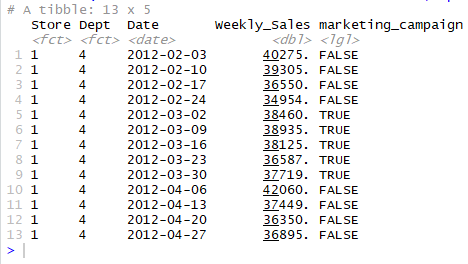 # A tibble: 13 x 5
Store Dept Date Weekly_Sales marketing_campaign
<fct> <fct> <date> <dbl> <lgl>
1 1 4 2012-02-03 40275. FALSE
2 1 4 2012-02-10 39305. FALSE
3 1 4 2012-02-17 36550. FALSE
4 1 4 2012-02-24 34954. FALSE
5 1 4 2012-03-02 38460. TRUE
6 1 4 2012-03-09 38935. TRUE
7 1 4 2012-03-16 38125. TRUE
8 1 4 2012-03-23 36587. TRUE
9 1 4 2012-03-30 37719. TRUE
10 1 4 2012-04-06 42060. FALSE
11 1 4 2012-04-13 37449. FALSE
12 1 4 2012-04-20 36350. FALSE
13 1 4 2012-04-27 36895. FALSE
>